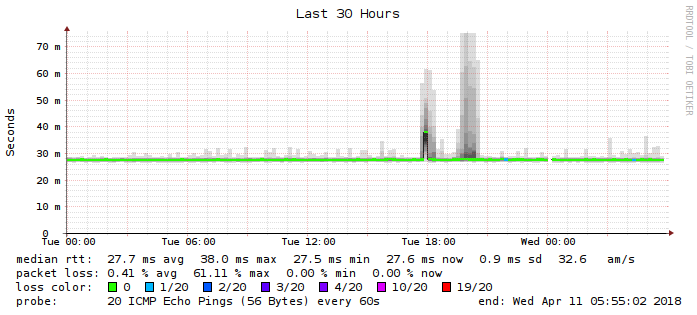 Last 30 Hours
RRDTOOL / TOBI OETIKER
Seconds
70 m
60 m
50 m
40 m
30 m
20 m
10 m
0
Tue 00:00 Tue 06:00 Tue 12:00 Tue 18:00 Wed 00:00
median rtt: 27.7 ms avg 38.0 ms max 27.5 ms min 27.6 ms now 0.9 ms sd 32.6 am/s
packet loss: 0.41 % avg 61.11 % max 0.00 % min 0.00 % now
loss color: 0 1/20 2/20 3/20 4/20 10/20 19/20
probe: 20 ICMP Echo Pings (56 Bytes) every 60s end: Wed Apr 11 05:55:02 2018